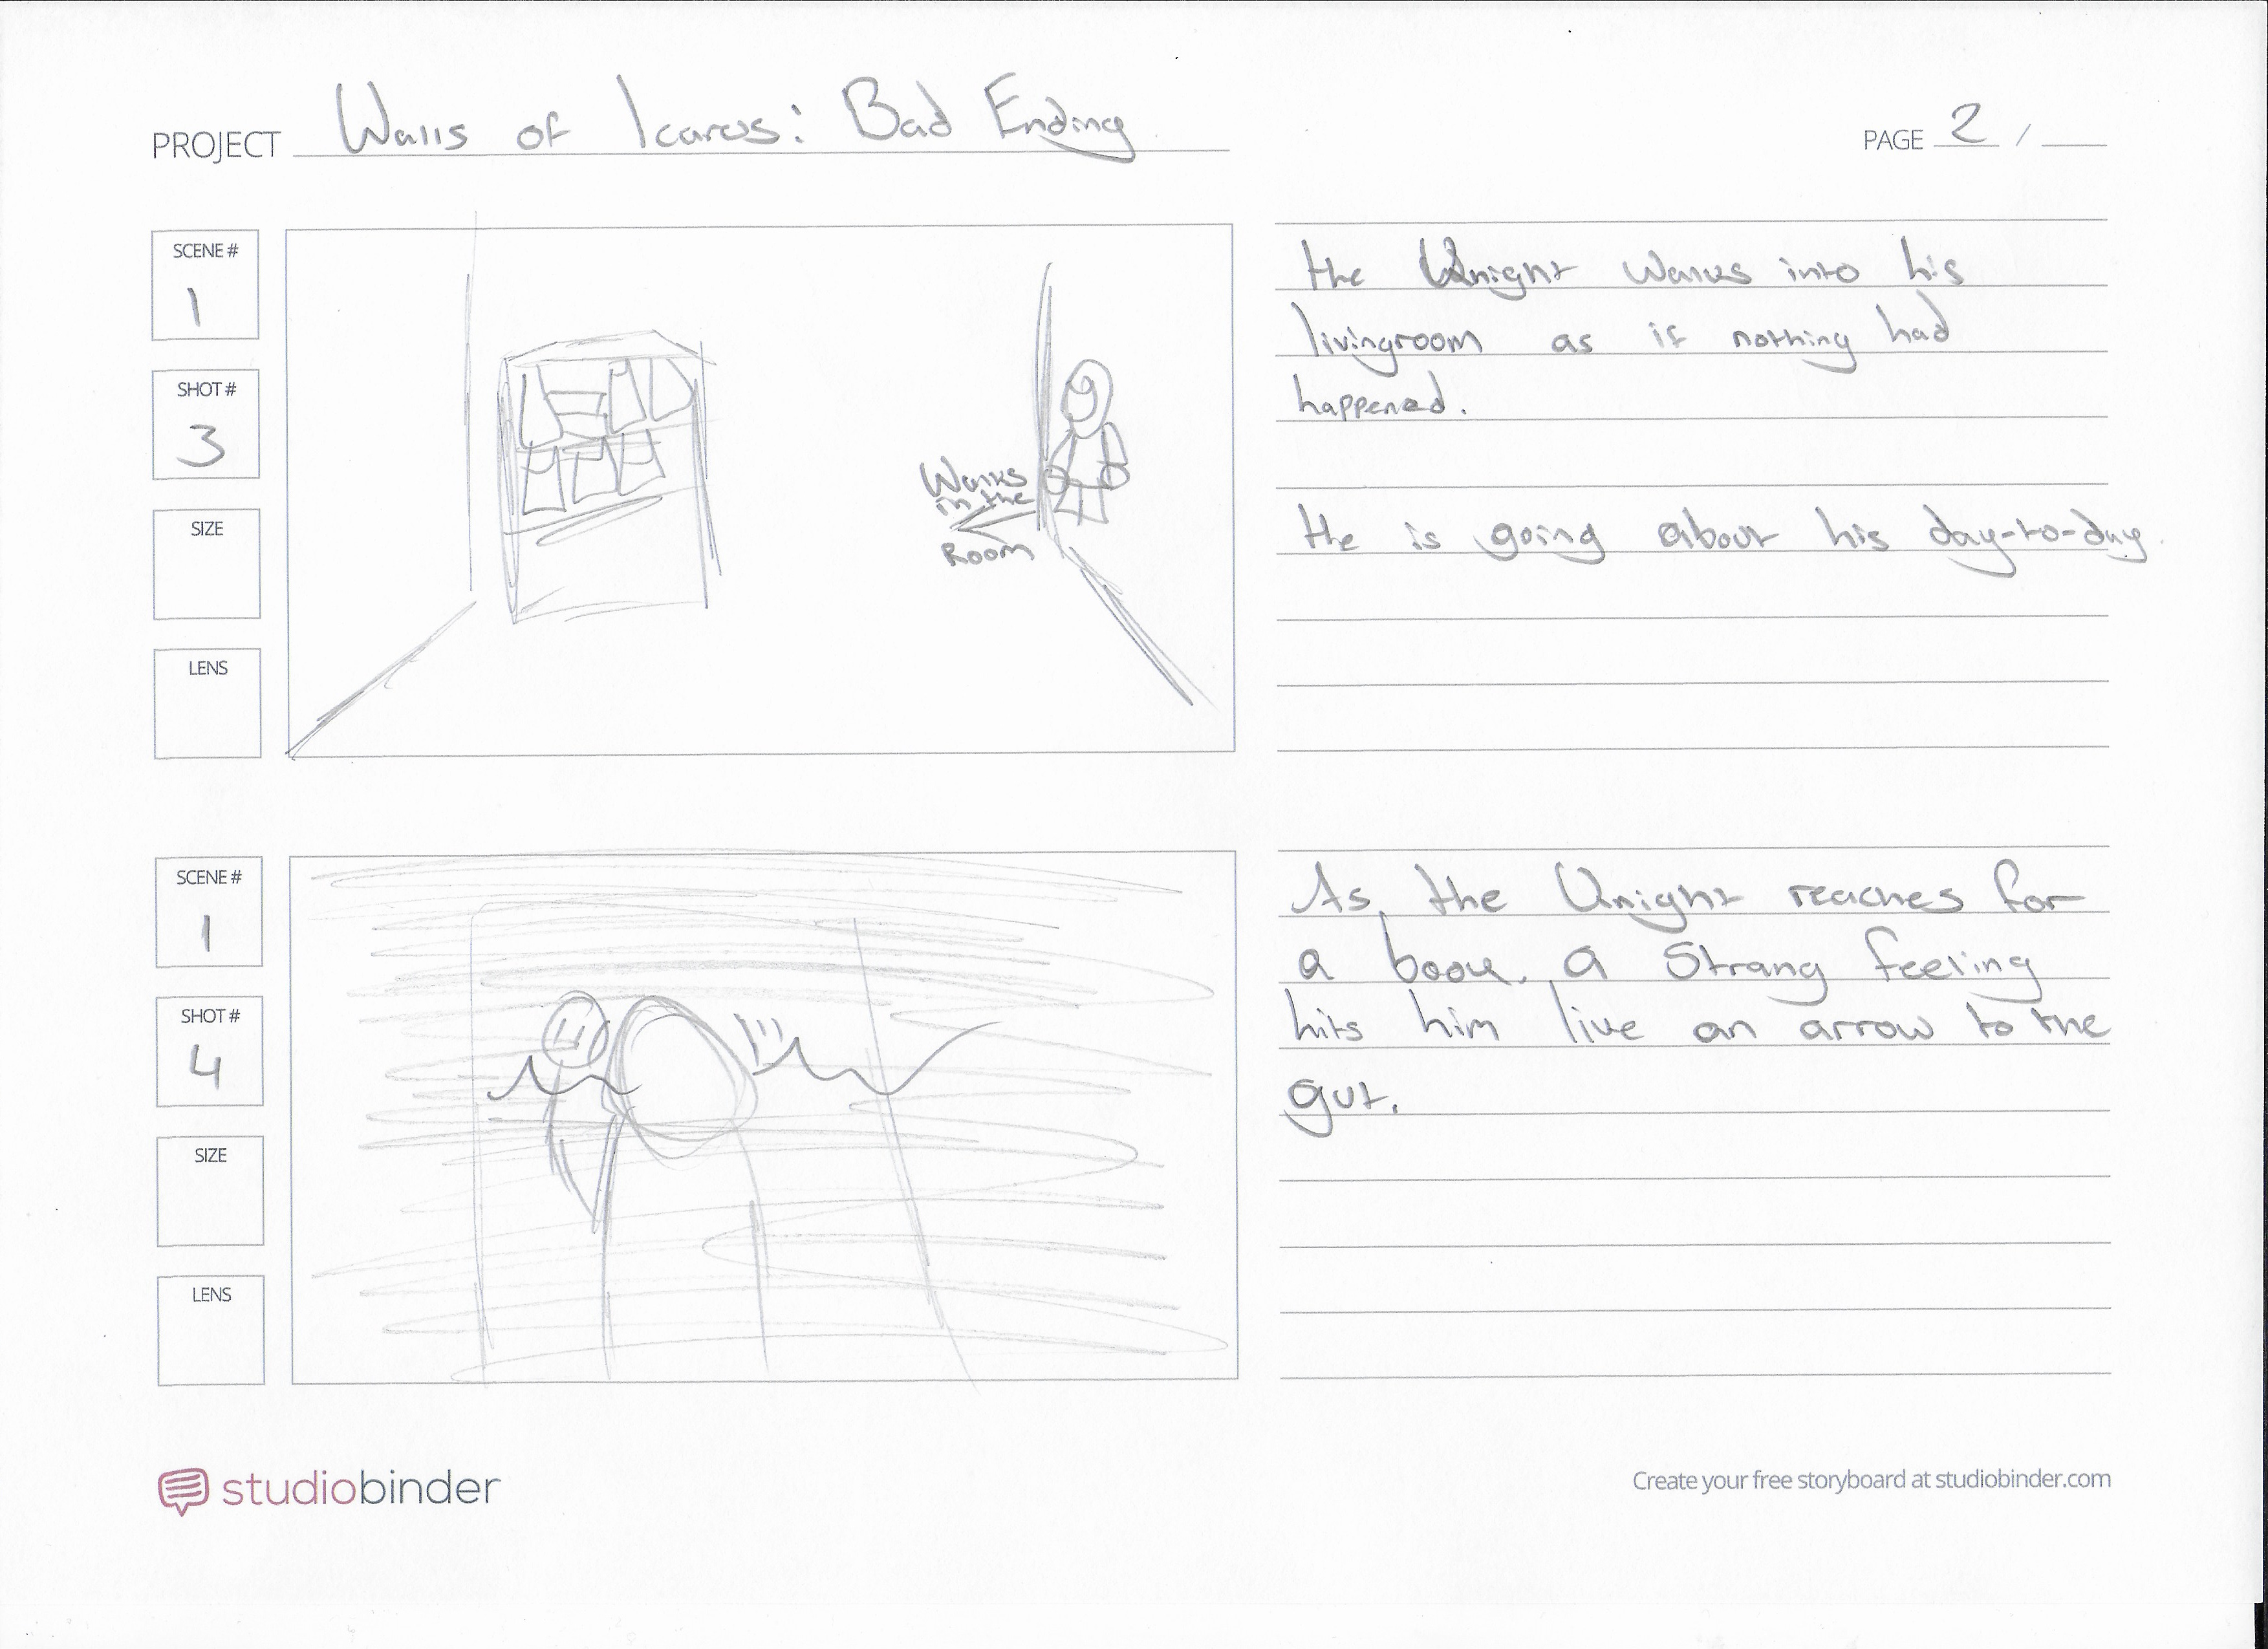 PROJECT Walls of Icarus: Bad Ending
PAGE 2 /
SCENE #
1
SHOT #
3
SIZE
LENS
Walks
in the
Room
the Knight walks into his
livingroom as if nothing had
happened.
He is going about his day-to-day.
SCENE #
1
SHOT #
4
SIZE
LENS
As the Knight reaches for
a book, a Strang feeling
hits him like an arrow to the
gut.
studiobinder
Create your free storyboard at studiobinder.com